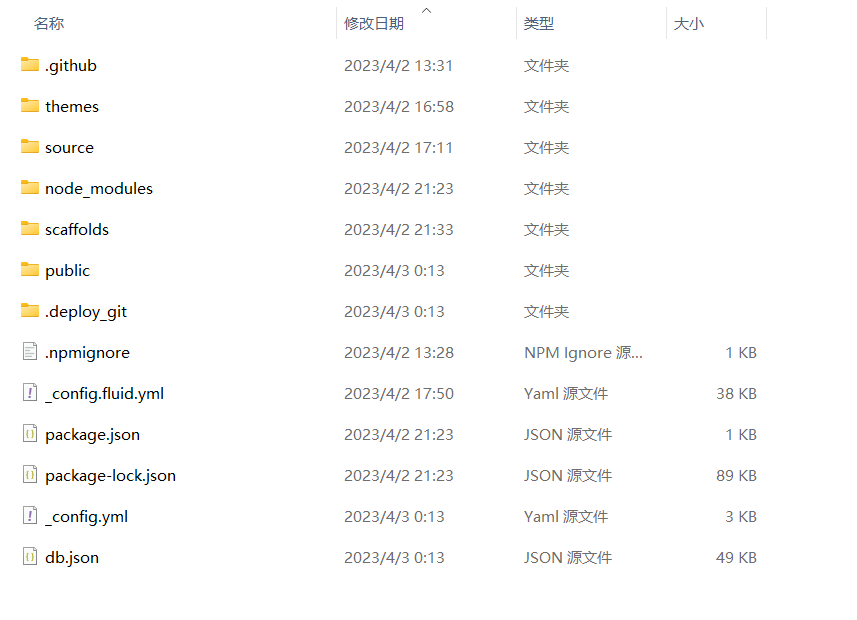 名称 修改日期 类型 大小
.github 2023/4/2 13:31 文件夹
themes 2023/4/2 16:58 文件夹
source 2023/4/2 17:11 文件夹
node_modules 2023/4/2 21:23 文件夹
scaffolds 2023/4/2 21:33 文件夹
public 2023/4/3 0:13 文件夹
.deploy_git 2023/4/3 0:13 文件夹
.npmignore 2023/4/2 13:28 NPM Ignore 源... 1 KB
_config.fluid.yml 2023/4/2 17:50 Yaml 源文件 38 KB
package.json 2023/4/2 21:23 JSON 源文件 1 KB
package-lock.json 2023/4/2 21:23 JSON 源文件 89 KB
_config.yml 2023/4/3 0:13 Yaml 源文件 3 KB
db.json 2023/4/3 0:13 JSON 源文件 49 KB